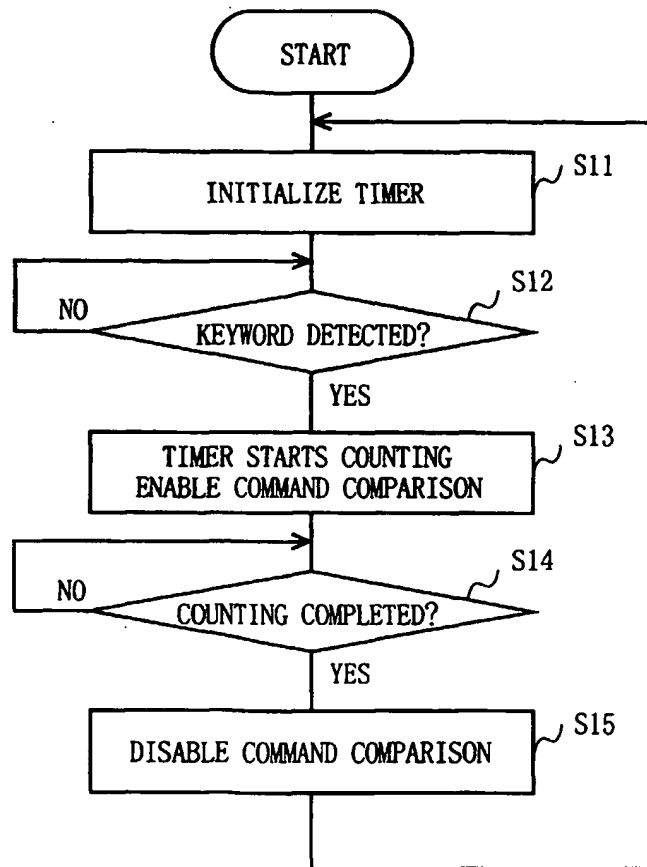 START
S11
INITIALIZE TIMER
S12
NO
KEYWORD DETECTED?
YES
S13
TIMER STARTS COUNTING
ENABLE COMMAND COMPARISON
S14
NO
COUNTING COMPLETED?
YES
S15
DISABLE COMMAND COMPARISON